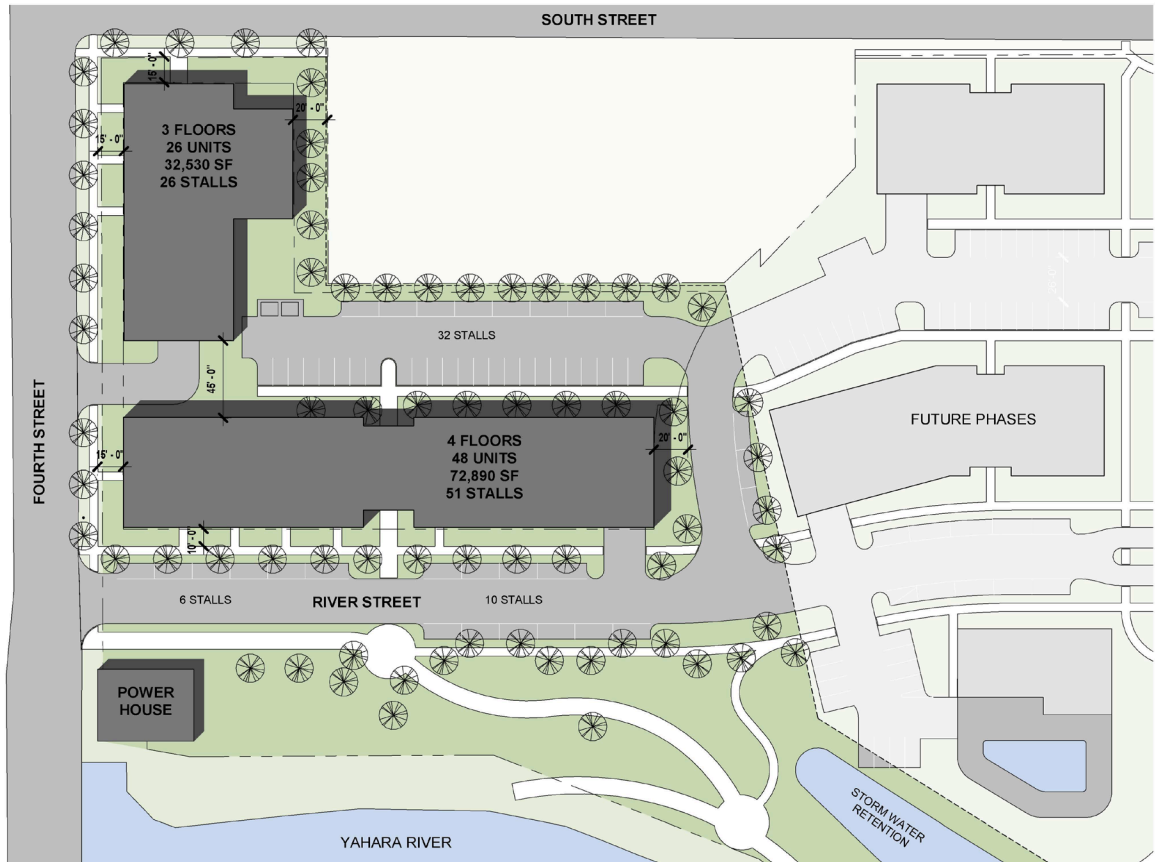 SOUTH STREET
15' - 0"
3 FLOORS
26 UNITS
32,530 SF
26 STALLS
20' - 0"
15' - 0"
32 STALLS
45' - 0"
FOURTH STREET
FUTURE PHASES
4 FLOORS
48 UNITS
72,890 SF
51 STALLS
20' - 0"
15' - 0"
10' - 0"
6 STALLS
RIVER STREET
10 STALLS
POWER
HOUSE
STORM WATER
RETENTION
YAHARA RIVER